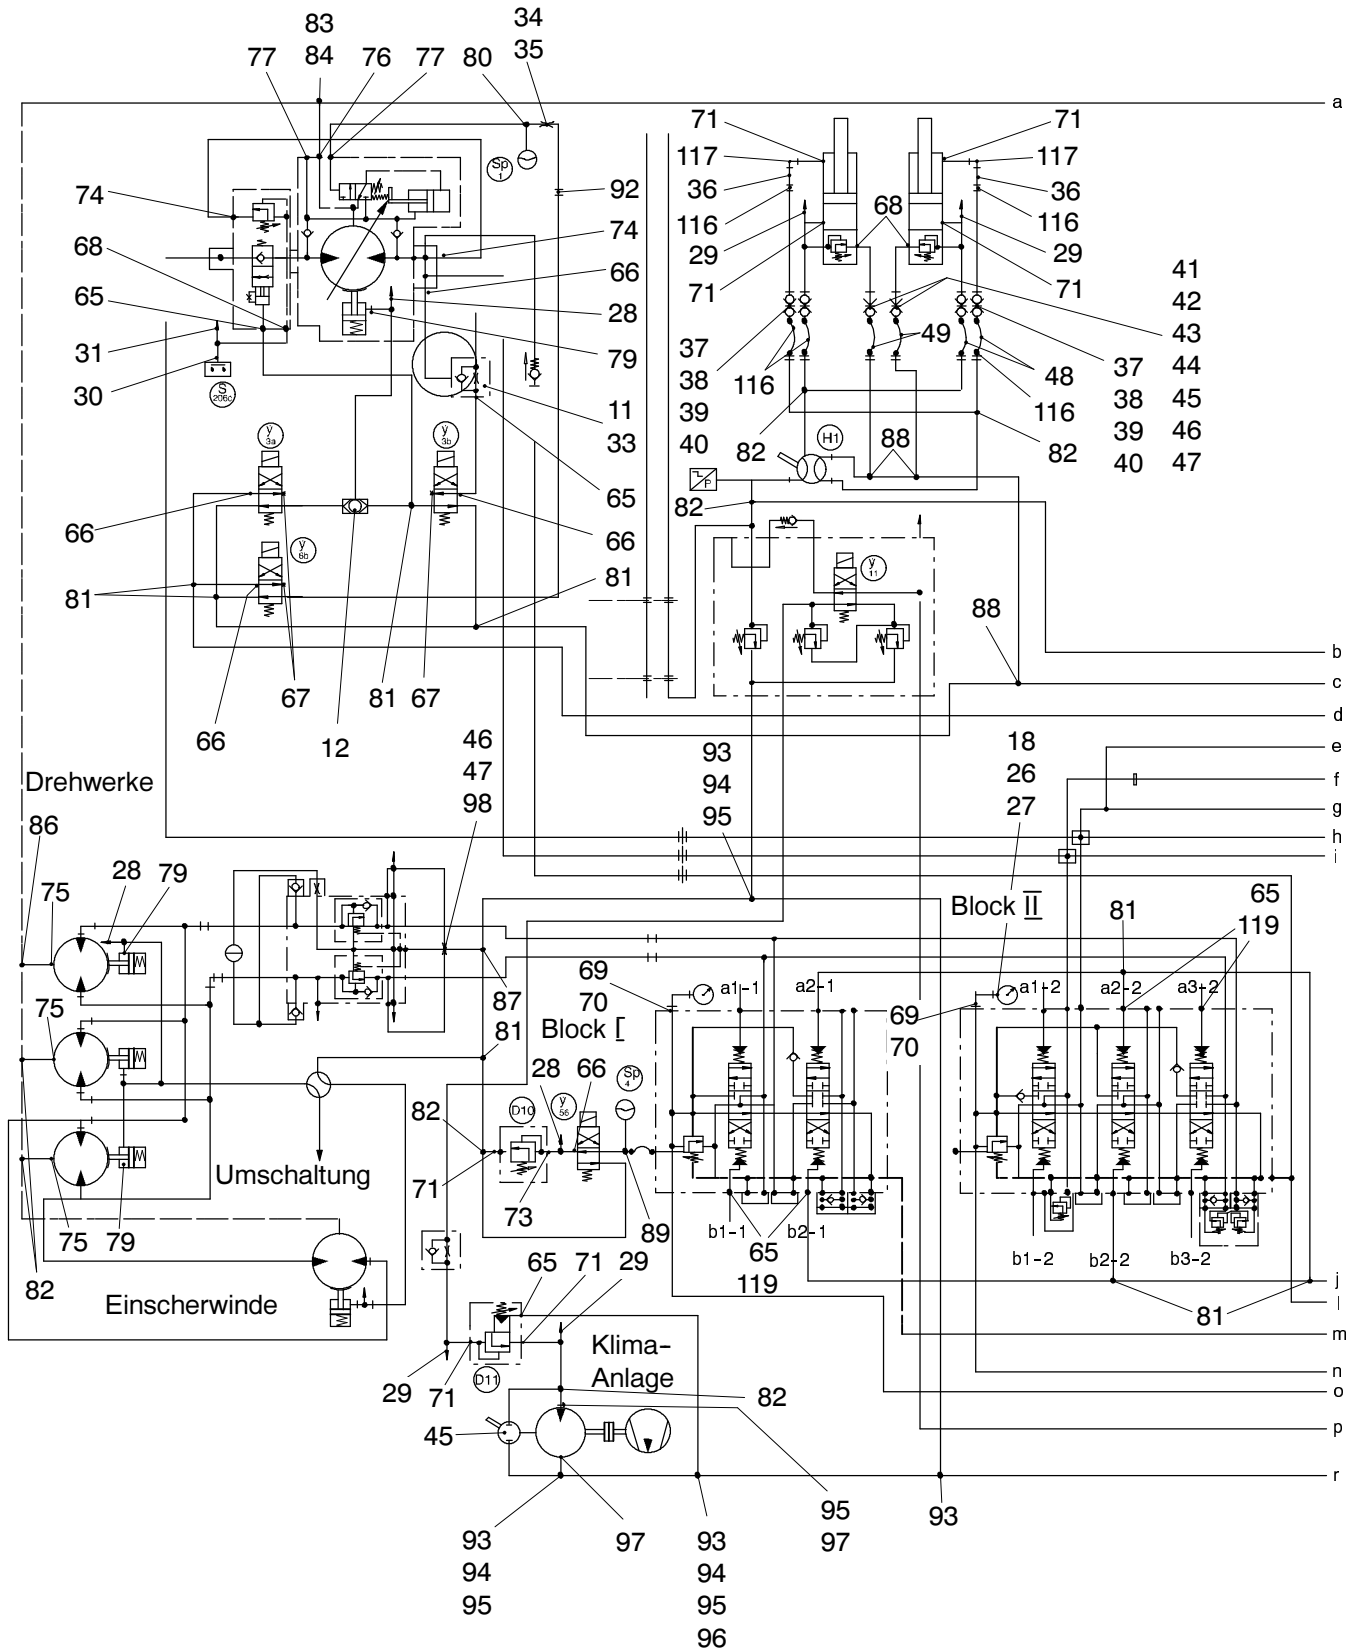 83
34
84
35
77
76
77
80
a
71
71
117
117
Sp
1
36
36
74
92
116
68
116
68
74
29
29
41
66
65
28
71
71
42
31
79
37
49
43
30
S
206c
38
116
48
37
44
11
39
116
38
45
33
40
82
88
82
39
46
40
47
y
3a
y
3b
H1
P
65
66
82
66
y
6b
y
11
81
81
88
b
67
81
67
c
66
12
d
46
93
18
e
47
94
26
f
Drehwerke
98
95
27
g
86
h
i
28
79
75
Block II
81
65
119
69
70
a1-1
a2-1
a1-2
a2-2
a3-2
87
69
70
75
81
Block I
28
66
Sp
4
82
D10
y
56
Umschaltung
71
73
89
75
79
b1-1
65
b2-1
119
b1-2
b2-2
b3-2
82
65
71
29
j
Einscherwinde
81
l
m
Klima-
Anlage
29
71
D11
n
82
o
45
p
r
93
94
95
97
93
94
95
96
95
97
93